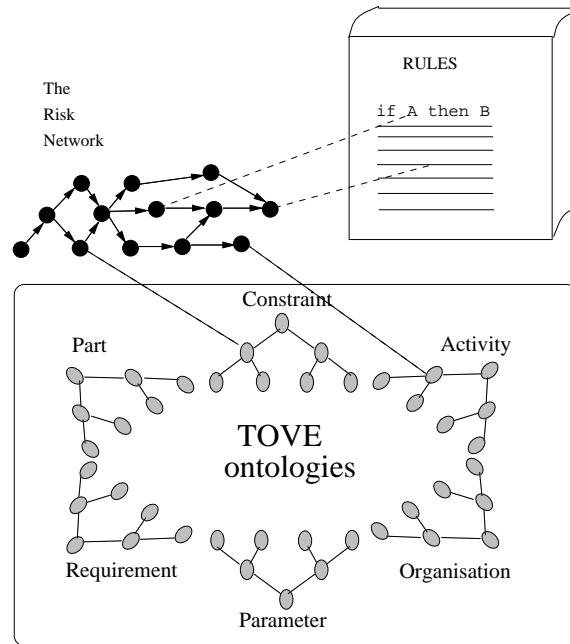 The
Risk
Network
RULES
if A then B
Constraint
Part
Activity
TOVE
ontologies
Requirement
Organisation
Parameter